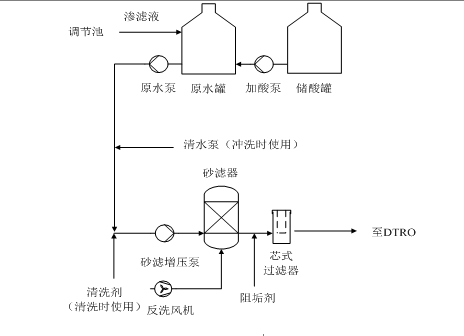 渗滤液
调节池
原水泵
原水罐
加酸泵
储酸罐
清水泵（冲洗时使用）
砂滤器
至DTRO
砂滤增压泵
芯式
过滤器
清洗剂
（清洗时使用）
反洗风机
阻垢剂